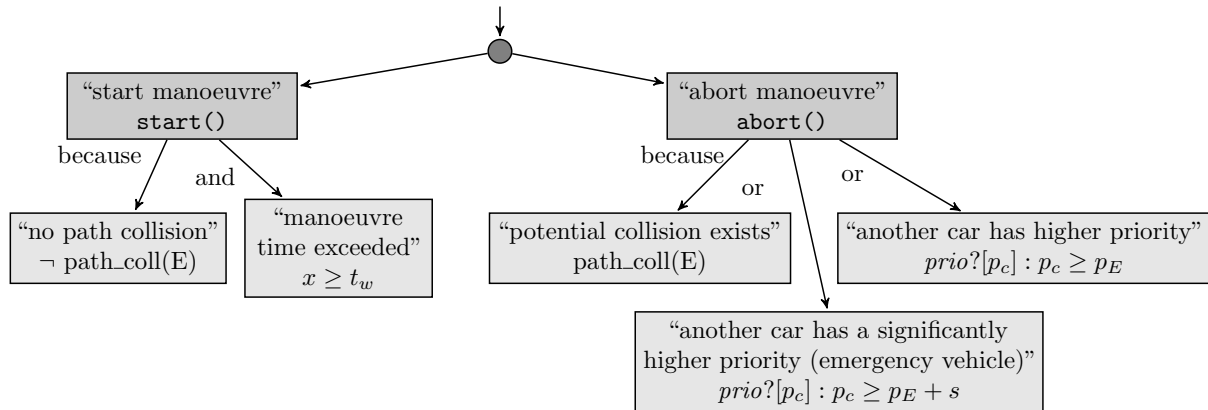 “start manoeuvre”
start()
“abort manoeuvre”
abort()
because
and
because
or
or
“no path collision”
¬ path_coll(E)
“manoeuvre
time exceeded”
x ≥ t_w
“potential collision exists”
path_coll(E)
“another car has higher priority”
prio?[p_c] : p_c ≥ p_E
“another car has a significantly
higher priority (emergency vehicle)”
prio?[p_c] : p_c ≥ p_E + s